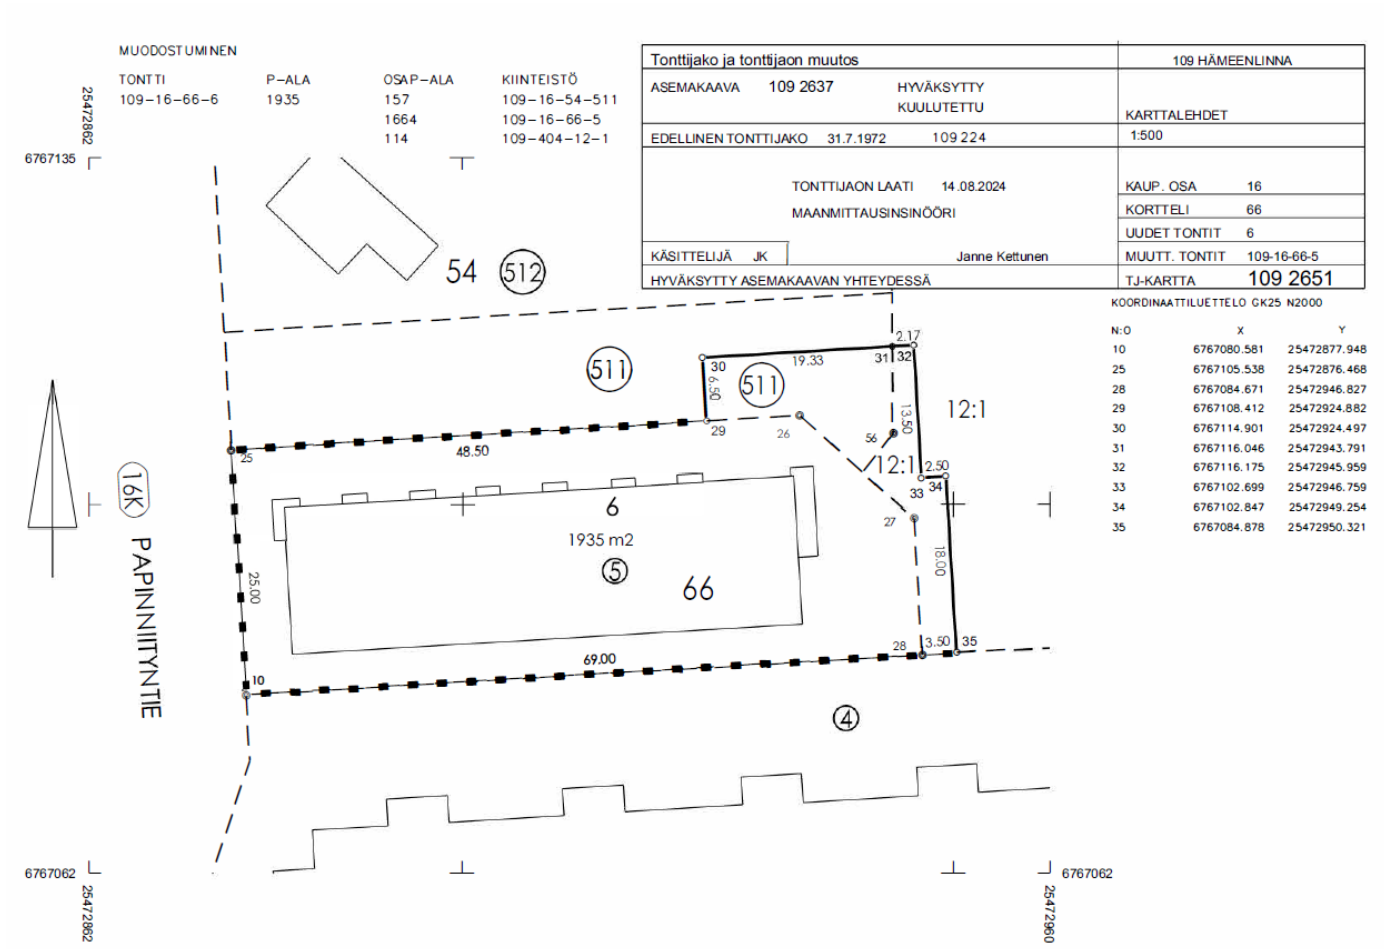 MUODOSTUMINEN
TONTTI P-ALA OSAP-ALA KIINTEISTÖ
109-16-66-6 1935 157 109-16-54-511
1664 109-16-66-5
114 109-404-12-1
Tonttijako ja tonttijaon muutos 109 HÄMEENLINNA
ASEMAKAAVA 109 2637 HYVÄKSYTTY
KUULUTETTU
KARTTALEHDET
1:500
EDELLINEN TONTTIJAKO 31.7.1972 109 224
TONTTIJAON LAATI 14.08.2024
MAANMITTAUSINSINÖÖRI
KAUP. OSA 16
KORTTELI 66
UUDET TONTIT 6
KÄSITTELIJÄ JK Janne Kettunen
MUUTT. TONTIT 109-16-66-5
HYVÄKSYTTY ASEMAKAAVAN YHTEYDESSÄ
TJ-KARTTA 109 2651
KOORDINAATTILUETTELO GK25 N2000
N:O X Y
10 6767080.581 25472877.948
25 6767105.538 25472876.468
28 6767084.671 25472946.827
29 6767108.412 25472924.882
30 6767114.901 25472924.497
31 6767116.046 25472943.791
32 6767116.175 25472945.959
33 6767102.699 25472946.759
34 6767102.847 25472949.254
35 6767084.878 25472950.321
25472862
6767135
54 512
511
30
19.33
31
2.17
32
511
6.50
29
26
13.50
56
12:1
12:1
2.50
33
34
25
48.50
16K
PAPINNIITYNTIE
6
1935 m2
5
66
27
25.00
18.00
28
3.50
35
69.00
10
4
6767062
25472862
6767062
25472960